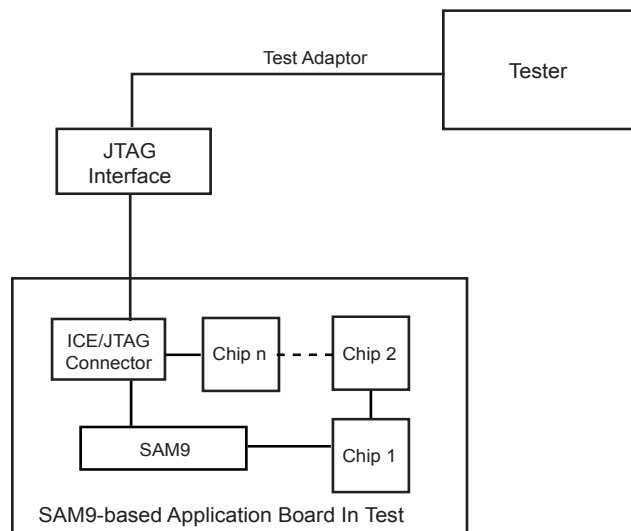 Test Adaptor
Tester
JTAG
Interface
ICE/JTAG
Connector
Chip n
Chip 2
SAM9
Chip 1
SAM9-based Application Board In Test